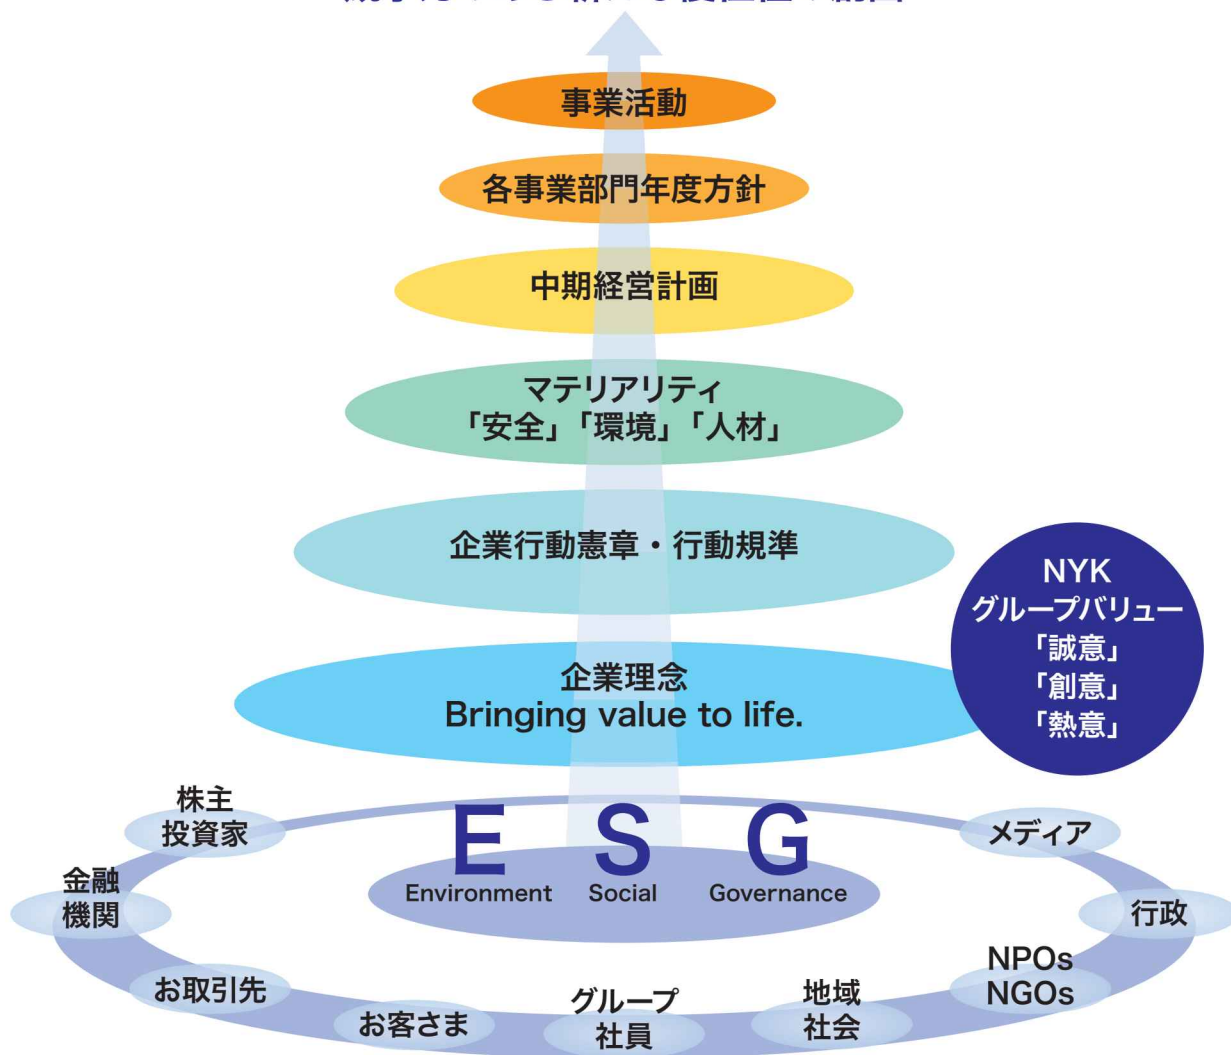 事業活動
各事業部門年度方針
中期経営計画
マテリアリティ
「安全」「環境」「人材」
企業行動憲章・行動規準
NYK
グループバリュー
「誠意」
「創意」
「熱意」
企業理念
Bringing value to life.
E S G
Environment Social Governance
株主
投資家
メディア
金融
機関
行政
お取引先
NPOs
NGOs
お客さま
グループ
社員
地域
社会